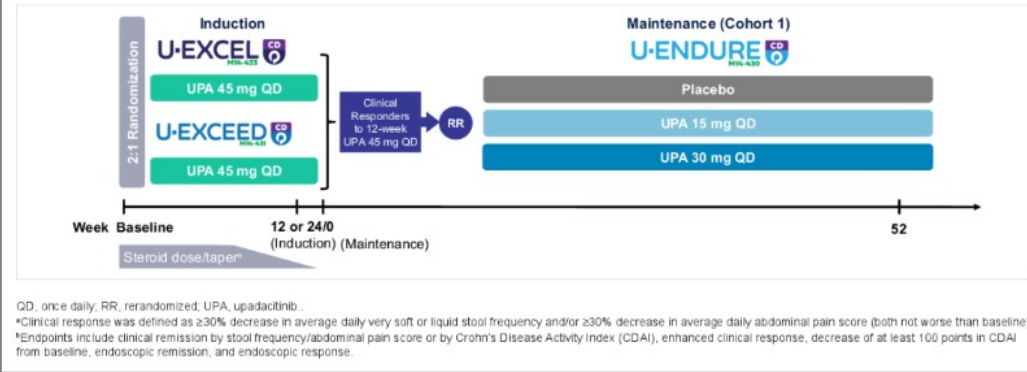 Induction
Maintenance (Cohort 1)
2:1 Randomization
U·EXCEL CD
M14-433
UPA 45 mg QD
U·EXCEED CD
M14-431
UPA 45 mg QD
Clinical
Responders
to 12-week
UPA 45 mg QD
RR
U·ENDURE CD
M14-430
Placebo
UPA 15 mg QD
UPA 30 mg QD
Week Baseline
12 or 24/0
52
(Induction) (Maintenance)
Steroid dose/taperᵃ
QD, once daily; RR, rerandomized; UPA, upadacitinib..
ᵃClinical response was defined as ≥30% decrease in average daily very soft or liquid stool frequency and/or ≥30% decrease in average daily abdominal pain score (both not worse than baseline)
ᵇEndpoints include clinical remission by stool frequency/abdominal pain score or by Crohn's Disease Activity Index (CDAI), enhanced clinical response, decrease of at least 100 points in CDAI
from baseline, endoscopic remission, and endoscopic response.